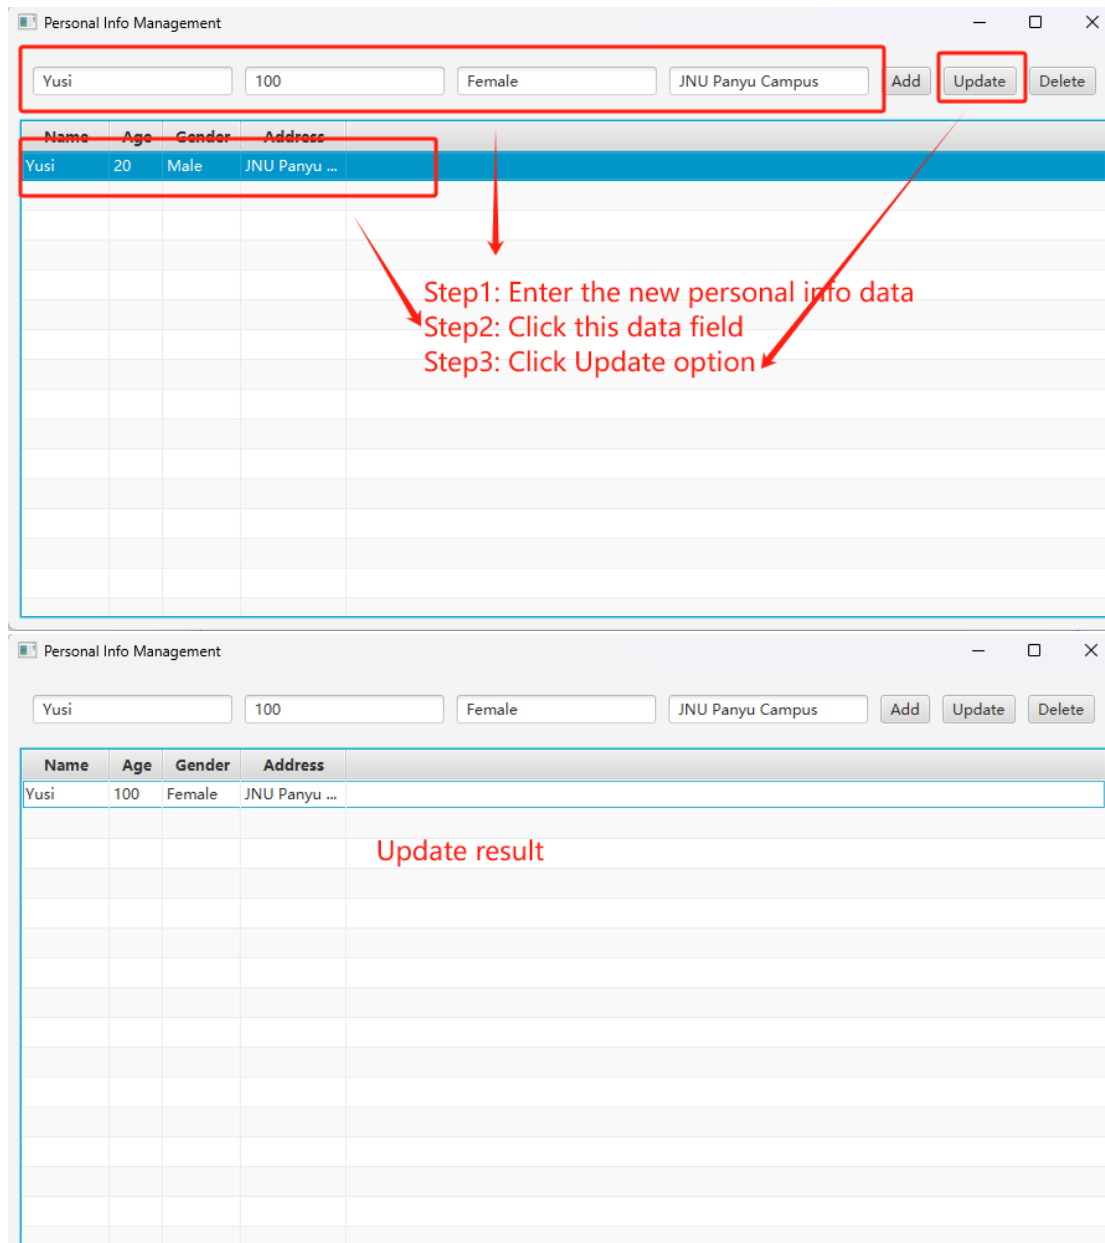 Personal Info Management
Yusi 100 Female JNU Panyu Campus Add Update Delete
Name Age Gender Address
Yusi 20 Male JNU Panyu ...
Step1: Enter the new personal info data
Step2: Click this data field
Step3: Click Update option
Personal Info Management
Yusi 100 Female JNU Panyu Campus Add Update Delete
Name Age Gender Address
Yusi 100 Female JNU Panyu ...
Update result